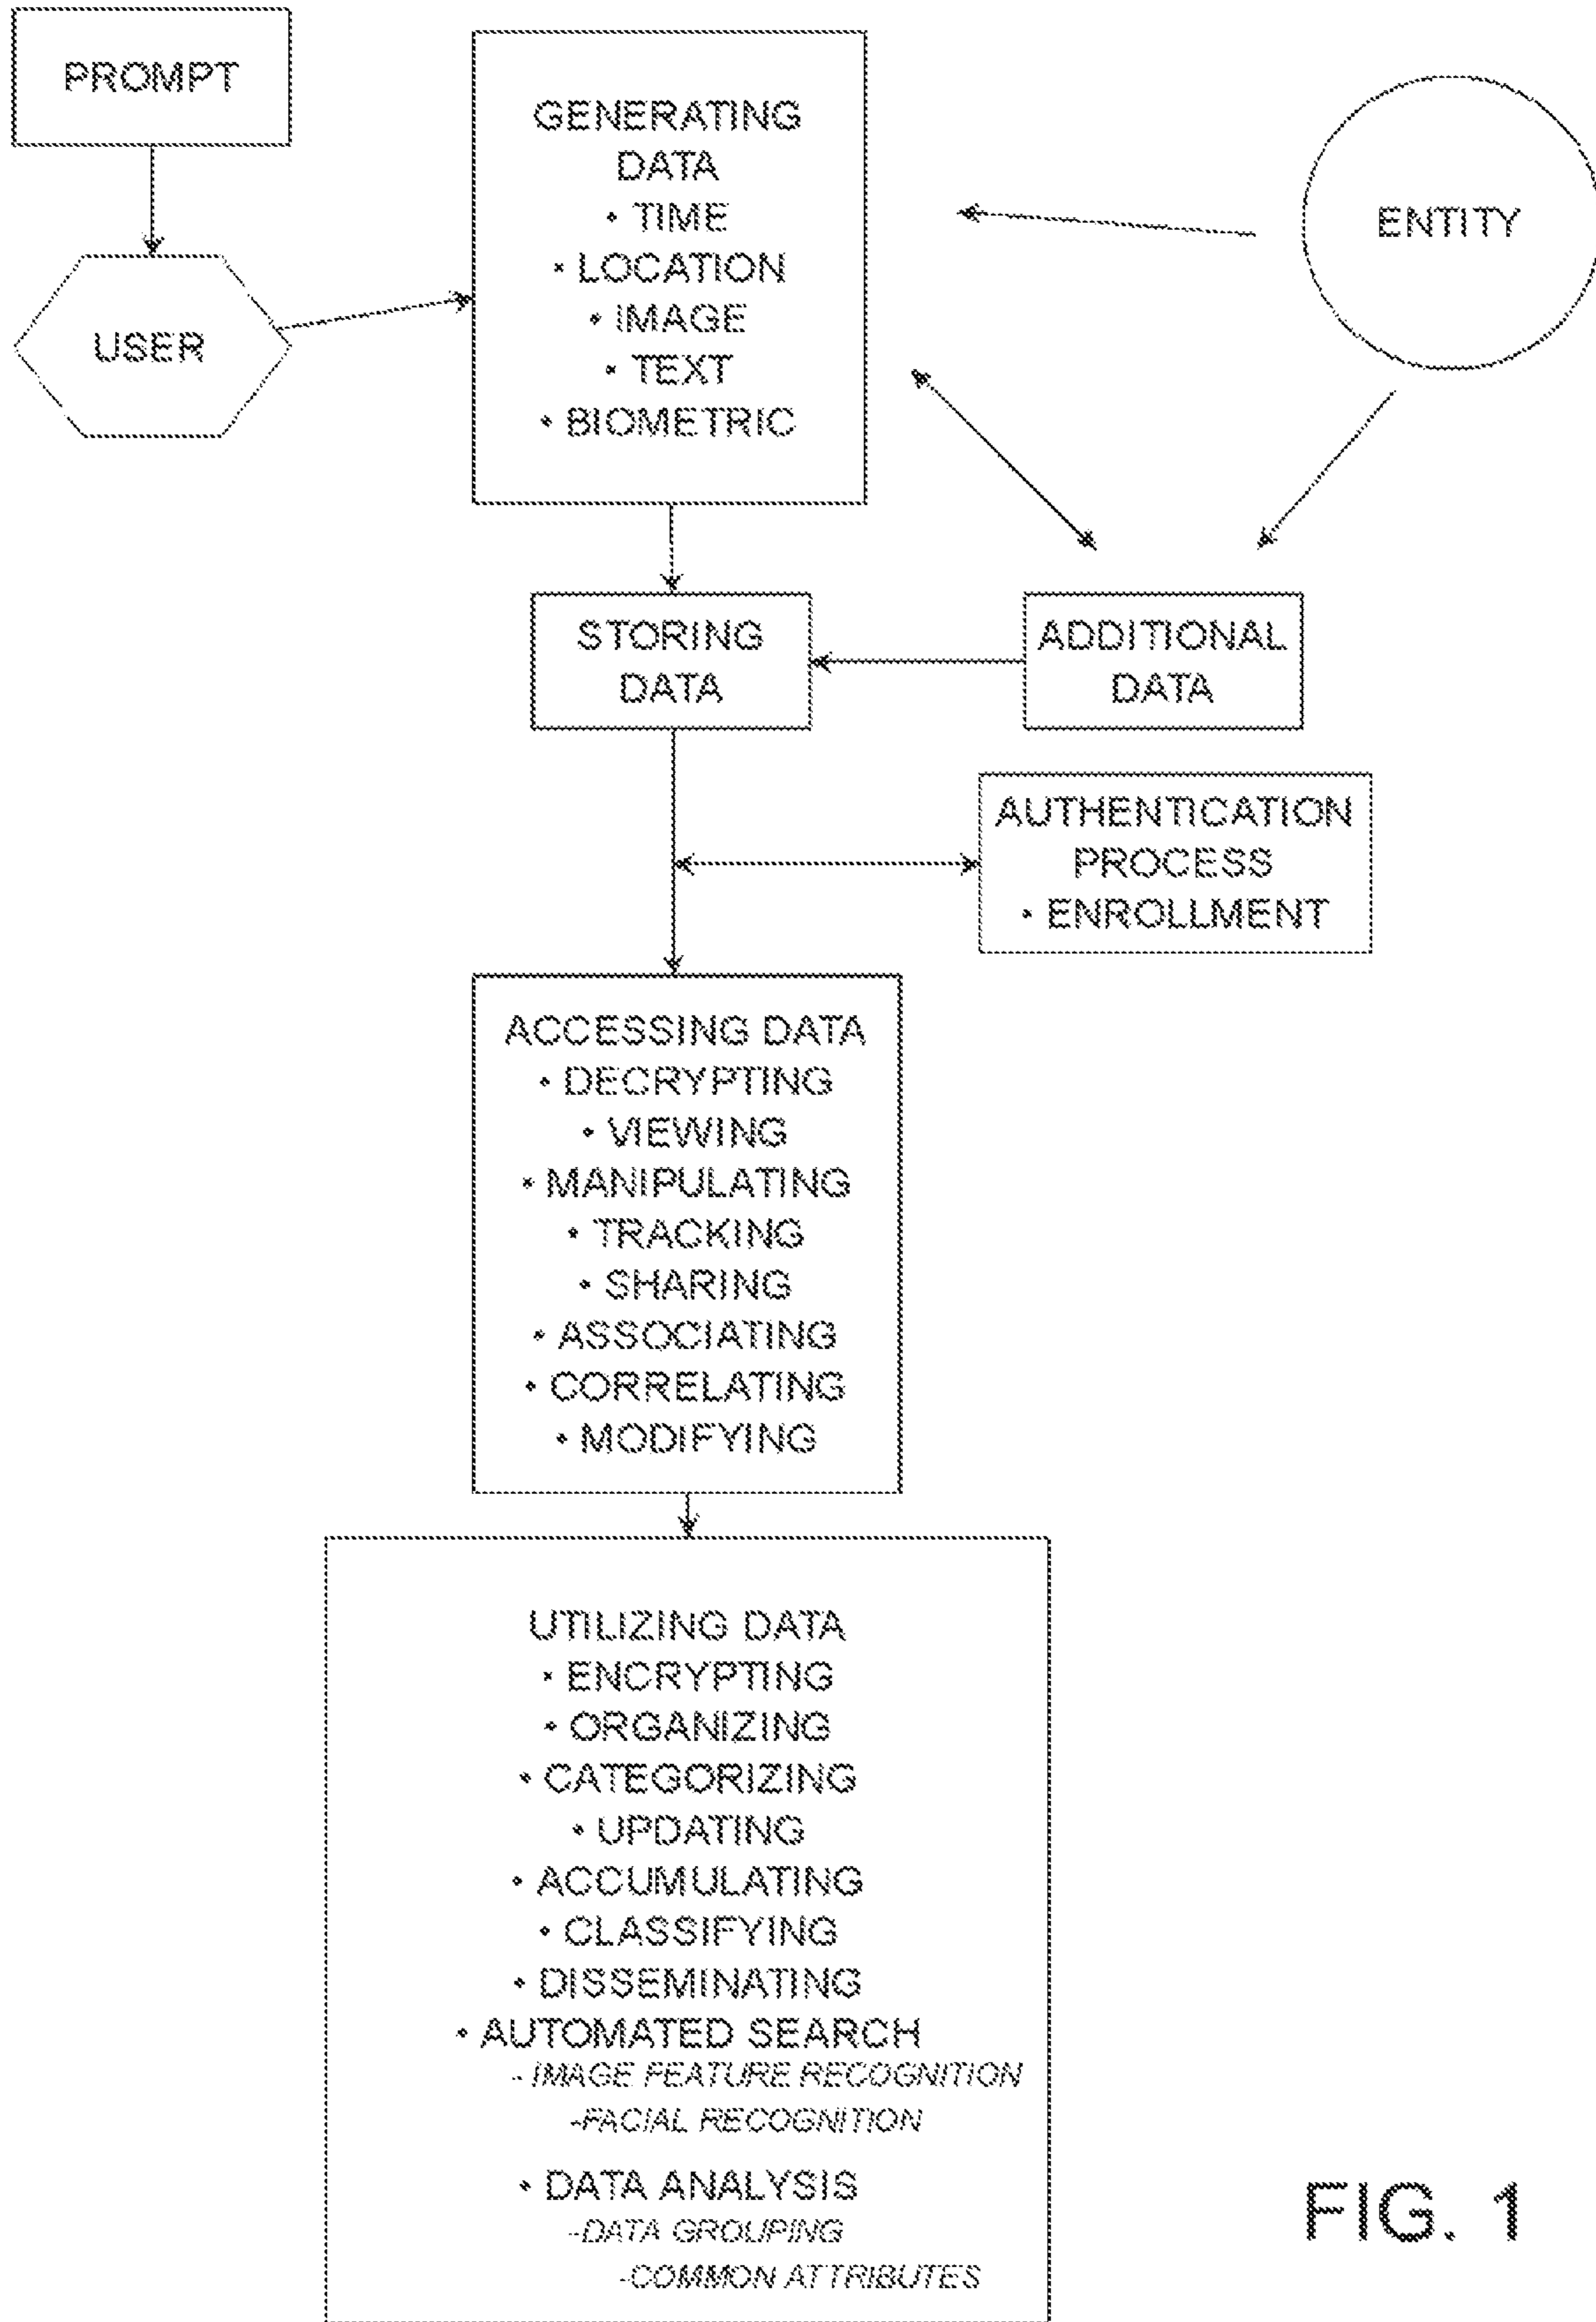 PROMPT
USER
GENERATING
DATA
• TIME
• LOCATION
• IMAGE
• TEXT
• BIOMETRIC
ENTITY
STORING
DATA
ADDITIONAL
DATA
AUTHENTICATION
PROCESS
• ENROLLMENT
ACCESSING DATA
• DECRYPTING
• VIEWING
• MANIPULATING
• TRACKING
• SHARING
• ASSOCIATING
• CORRELATING
• MODIFYING
UTILIZING DATA
• ENCRYPTING
• ORGANIZING
• CATEGORIZING
• UPDATING
• ACCUMULATING
• CLASSIFYING
• DISSEMINATING
• AUTOMATED SEARCH
- IMAGE FEATURE RECOGNITION
-FACIAL RECOGNITION
• DATA ANALYSIS
-DATA GROUPING
-COMMON ATTRIBUTES
FIG. 1